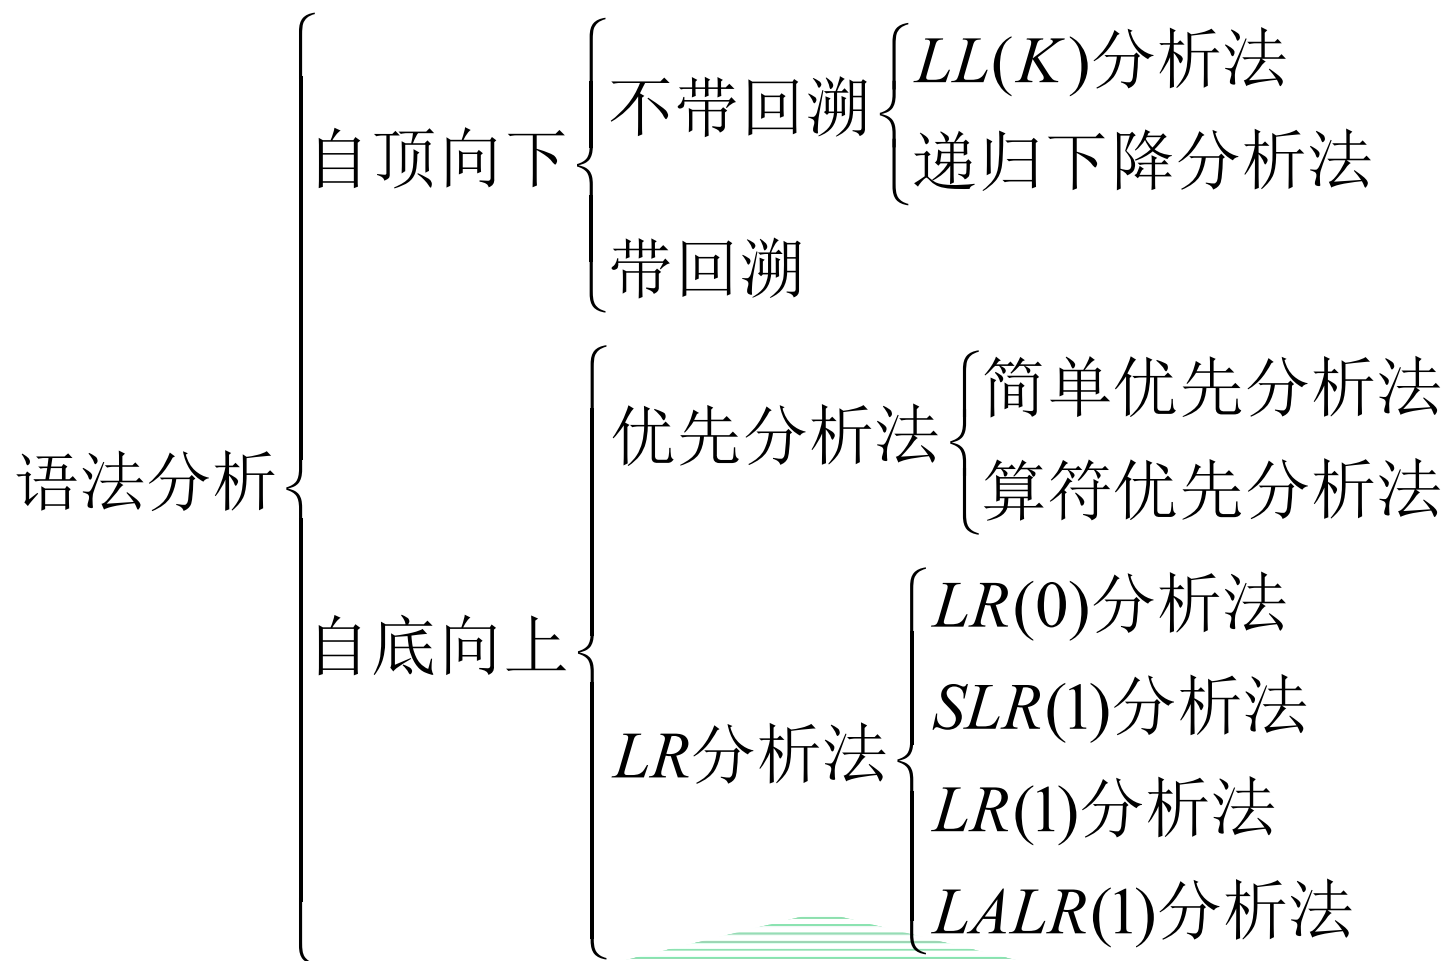 语法分析
自顶向下
不带回溯
LL(K)分析法
递归下降分析法
带回溯
自底向上
优先分析法
简单优先分析法
算符优先分析法
LR分析法
LR(0)分析法
SLR(1)分析法
LR(1)分析法
LALR(1)分析法